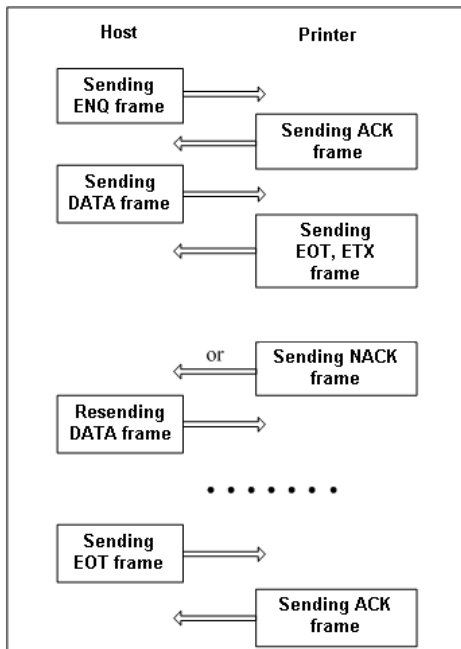 Host
Printer
Sending
ENQ frame
Sending ACK
frame
Sending
DATA frame
Sending
EOT, ETX
frame
or
Sending NACK
frame
Resending
DATA frame
Sending
EOT frame
Sending ACK
frame